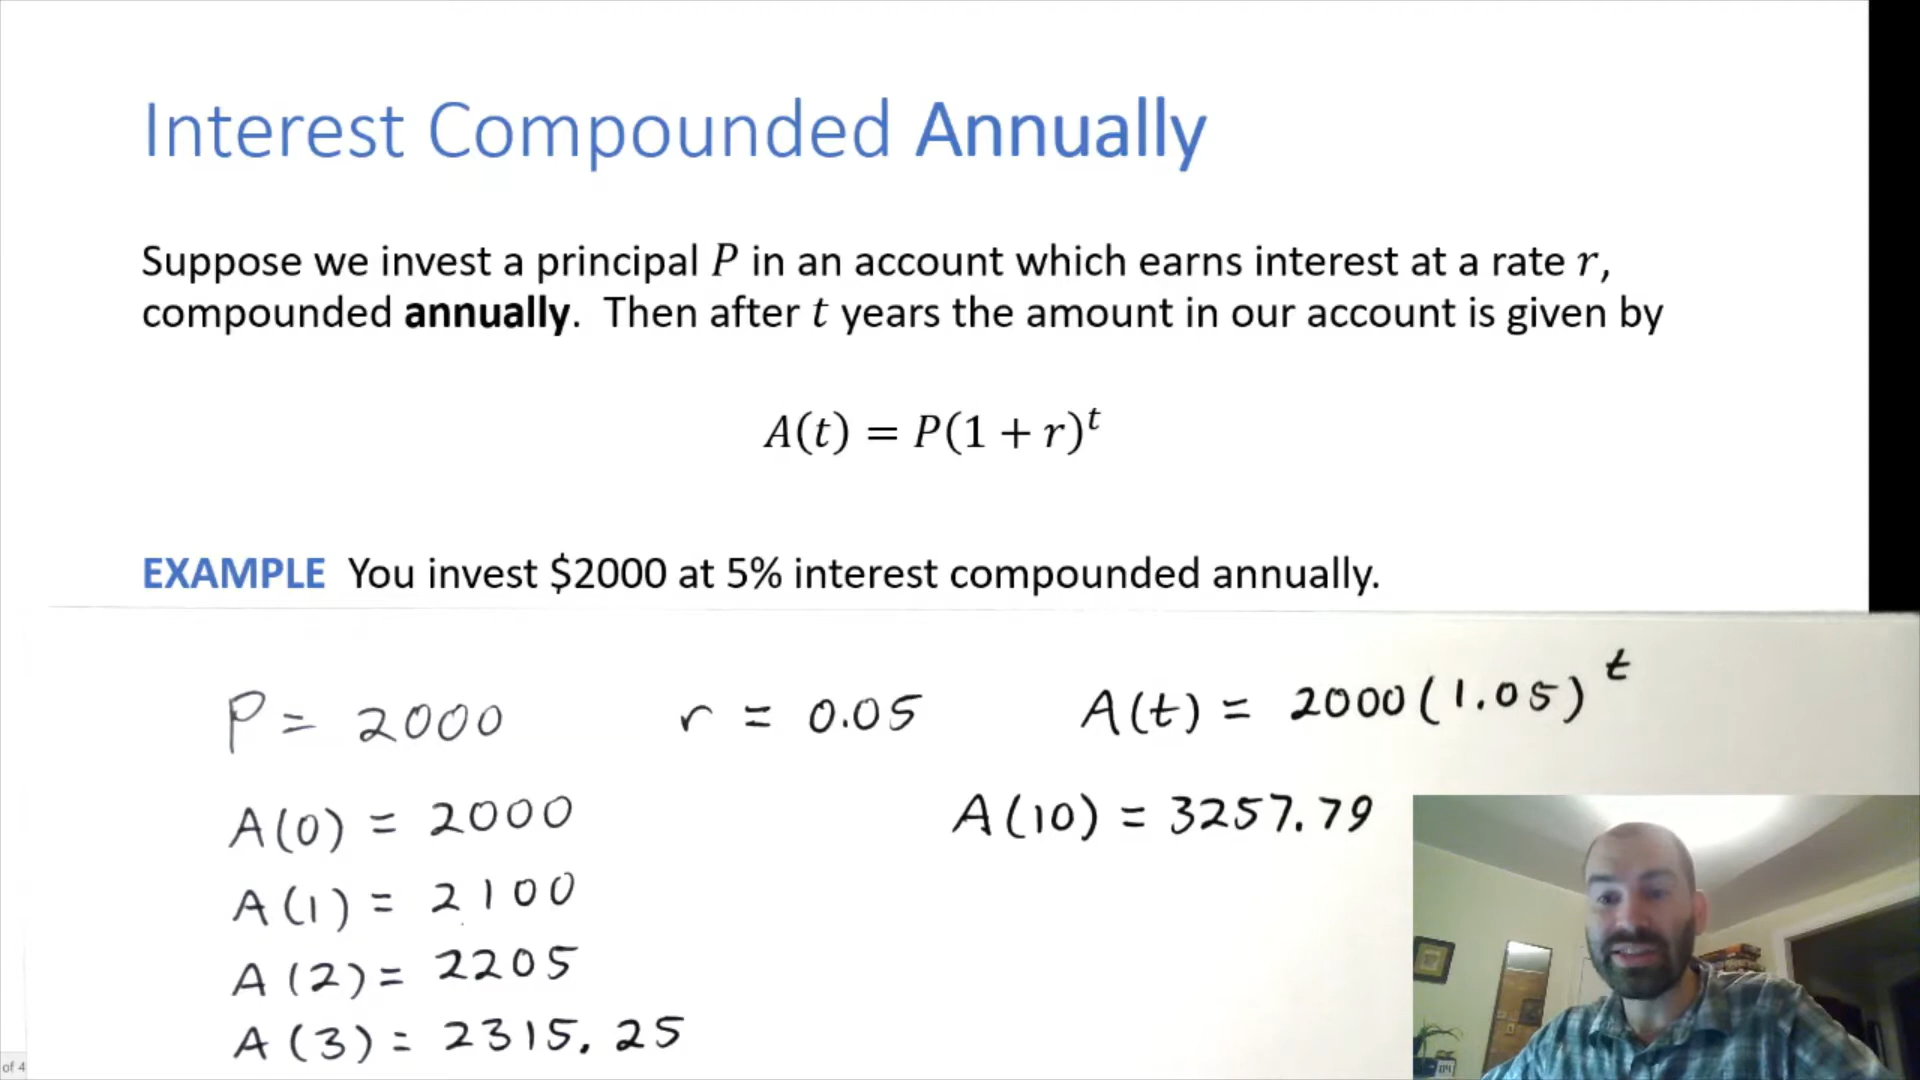 Interest Compounded Annually
Suppose we invest a principal P in an account which earns interest at a rate r,
compounded annually. Then after t years the amount in our account is given by
A(t) = P(1 + r)^t
EXAMPLE You invest $2000 at 5% interest compounded annually.
P = 2000 r = 0.05 A(t) = 2000(1.05)^t
A(0) = 2000 A(10) = 3257.79
A(1) = 2100
A(2) = 2205
A(3) = 2315.25
of 4